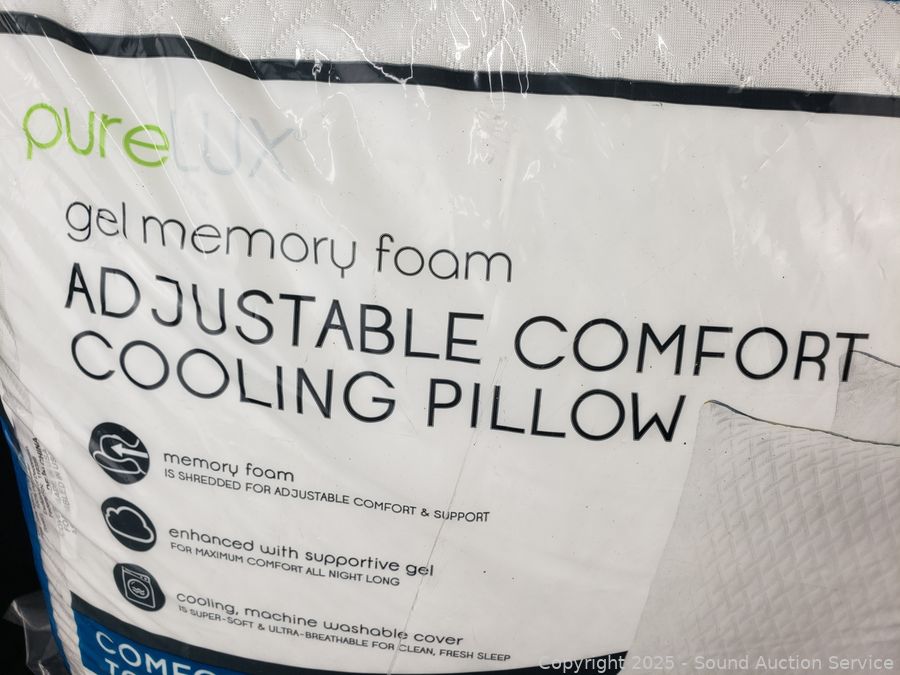 pureLUX
gel memory foam
ADJUSTABLE COMFORT
COOLING PILLOW
memory foam
IS SHREDDED FOR ADJUSTABLE COMFORT & SUPPORT
enhanced with supportive gel
FOR MAXIMUM COMFORT ALL NIGHT LONG
cooling, machine washable cover
IS SUPER-SOFT & ULTRA-BREATHABLE FOR CLEAN, FRESH SLEEP
Copyright 2025 - Sound Auction Service